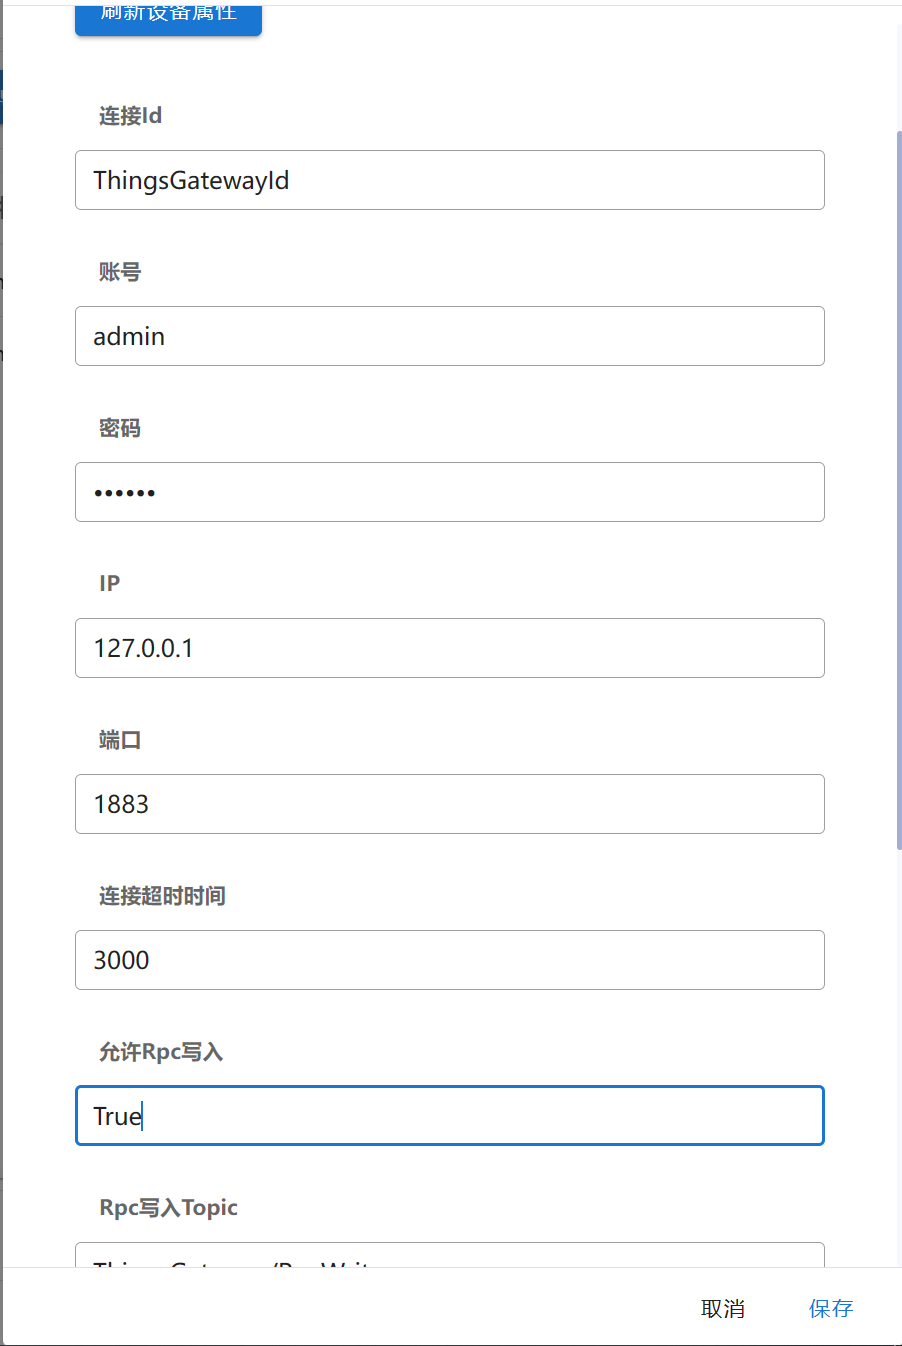 刷新设备属性
连接Id
ThingsGatewayId
账号
admin
密码
••••••
IP
127.0.0.1
端口
1883
连接超时时间
3000
允许Rpc写入
True
Rpc写入Topic
ThingsGateway/RpcWrite
取消
保存